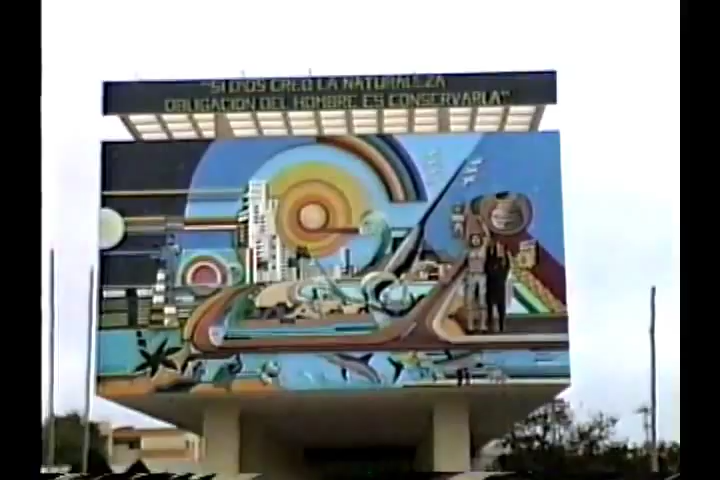 "SI DIOS CREO LA NATURALEZA
OBLIGACION DEL HOMBRE ES CONSERVARLA"